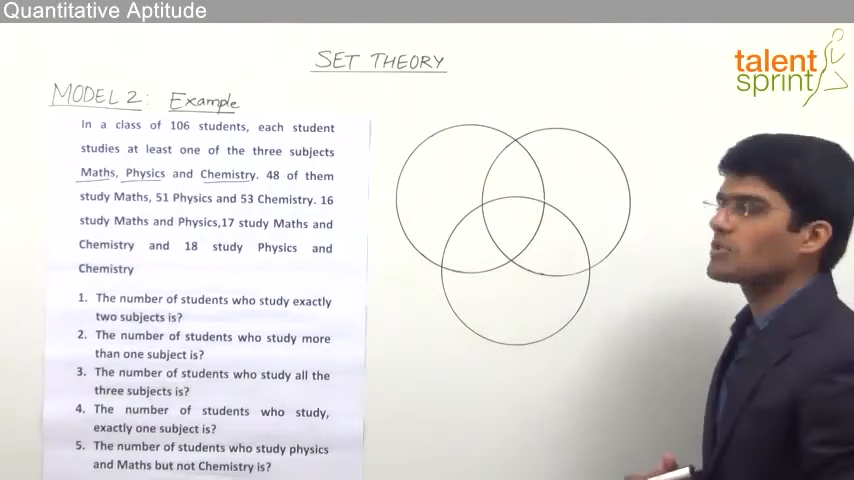 Quantitative Aptitude
SET THEORY
talent
sprint
MODEL 2: Example
In a class of 106 students, each student
studies at least one of the three subjects
Maths, Physics and Chemistry. 48 of them
study Maths, 51 Physics and 53 Chemistry. 16
study Maths and Physics,17 study Maths and
Chemistry and 18 study Physics and
Chemistry
1. The number of students who study exactly
two subjects is?
2. The number of students who study more
than one subject is?
3. The number of students who study all the
three subjects is?
4. The number of students who study,
exactly one subject is?
5. The number of students who study physics
and Maths but not Chemistry is?